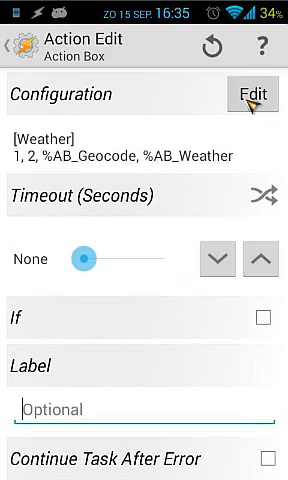 ZO 15 SEP. 16:35 34%
Action Edit
Action Box
?
Configuration
Edit
[Weather]
1, 2, %AB_Geocode, %AB_Weather
Timeout (Seconds)
None
If
Label
Optional
Continue Task After Error